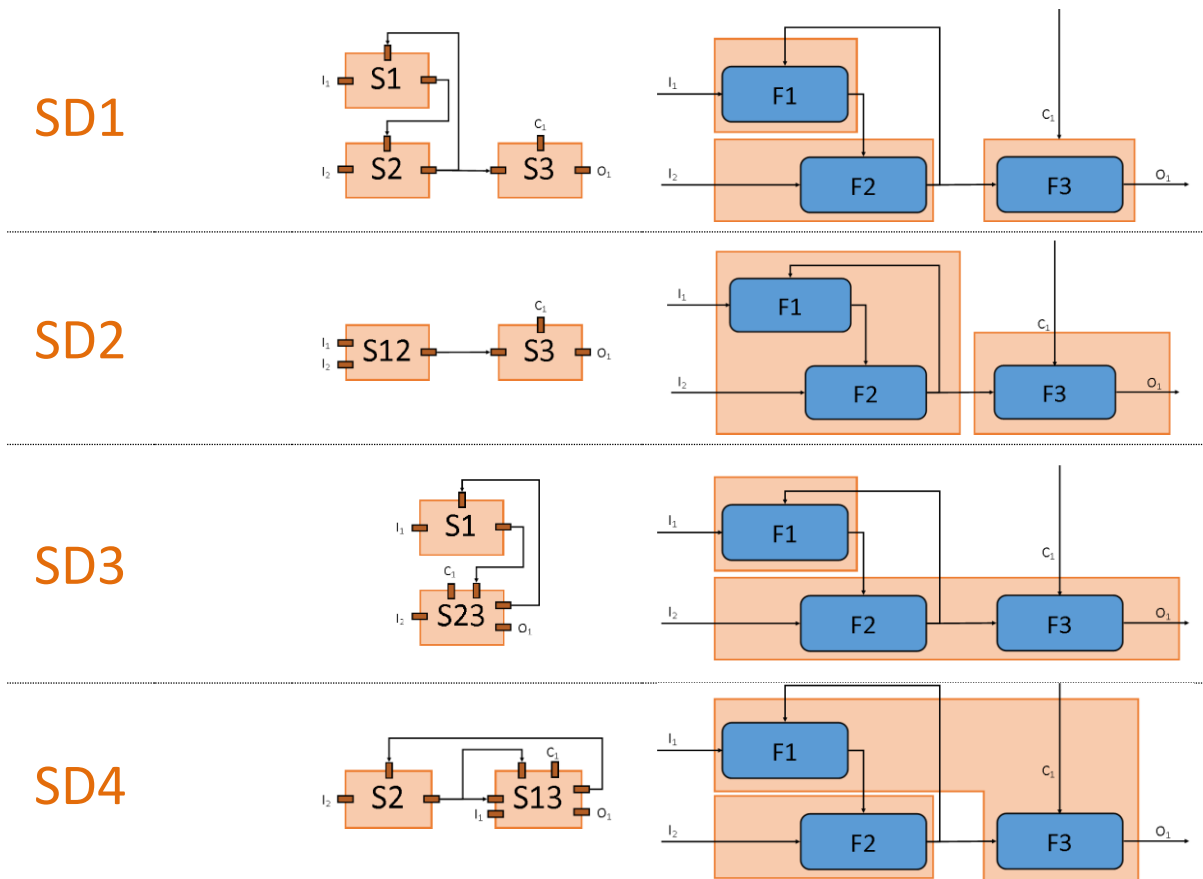 SD1
I₁
S1
I₂
S2
C₁
S3
O₁
I₁
F1
C₁
I₂
F2
F3
O₁
SD2
I₁
I₂
S12
C₁
S3
O₁
I₁
F1
C₁
I₂
F2
F3
O₁
SD3
I₁
S1
C₁
I₂
S23
O₁
I₁
F1
C₁
I₂
F2
F3
O₁
SD4
I₂
S2
C₁
I₁
S13
O₁
I₁
F1
C₁
I₂
F2
F3
O₁